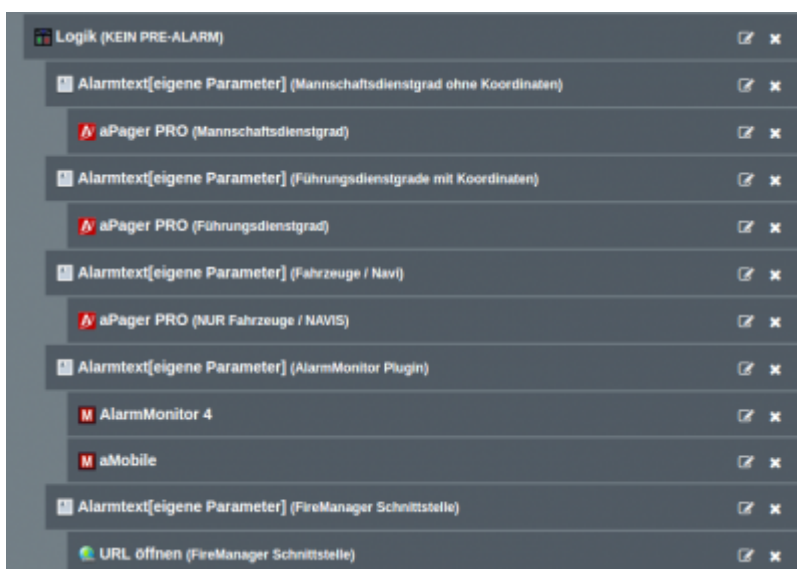 Logik (KEIN PRE-ALARM)
Alarmtext[eigene Parameter] (Mannschaftsdienstgrad ohne Koordinaten)
aPager PRO (Mannschaftsdienstgrad)
Alarmtext[eigene Parameter] (Führungsdienstgrade mit Koordinaten)
aPager PRO (Führungsdienstgrad)
Alarmtext[eigene Parameter] (Fahrzeuge / Navi)
aPager PRO (NUR Fahrzeuge / NAVIS)
Alarmtext[eigene Parameter] (AlarmMonitor Plugin)
M AlarmMonitor 4
M aMobile
Alarmtext[eigene Parameter] (FireManager Schnittstelle)
URL öffnen (FireManager Schnittstelle)